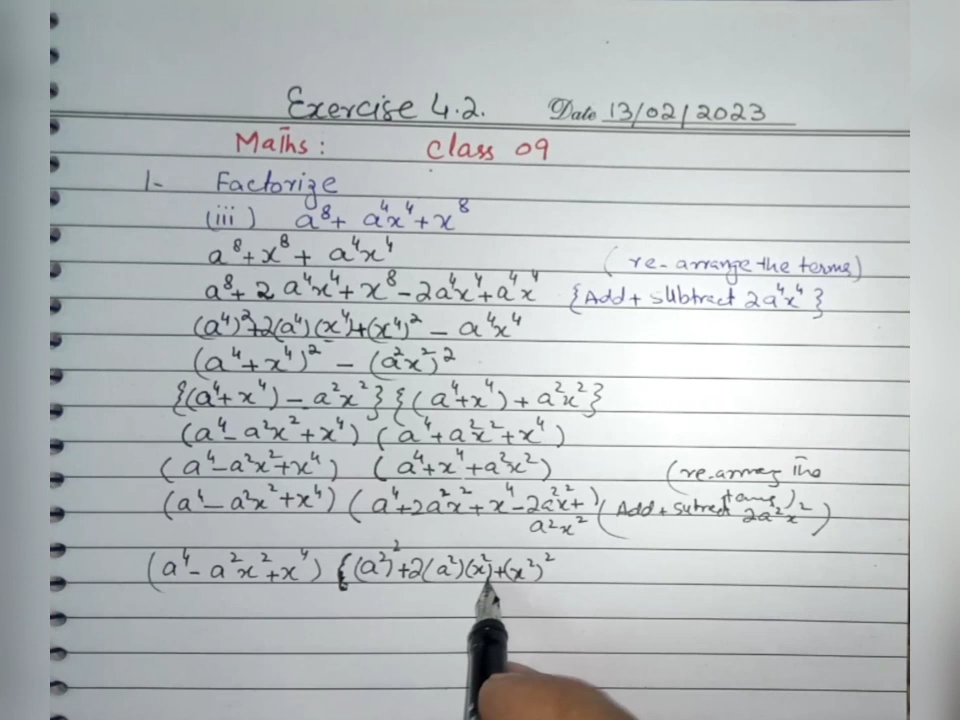 Exercise 4.2. Date 13/02/2023
Maths: Class 09
1- Factorize
(iii) a⁸+ a⁴x⁴+x⁸
a⁸+x⁸+ a⁴x⁴ (re-arrange the terms)
a⁸+2a⁴x⁴+x⁸-2a⁴x⁴+a⁴x⁴ {Add + subtract 2a⁴x⁴}
(a⁴)²+2(a⁴)(x⁴)+(x⁴)² - a⁴x⁴
(a⁴+x⁴)² - (a²x²)²
{(a⁴+x⁴)-a²x²}{(a⁴+x⁴)+a²x²}
(a⁴-a²x²+x⁴) (a⁴+a²x²+x⁴)
(a⁴-a²x²+x⁴) (a⁴+x⁴+a²x²) (re-arrang the
(a⁴-a²x²+x⁴) (a⁴+2a²x²+x⁴-2a²x²+ a²x²) (Add + subtract 2a²x²)
(a⁴-a²x²+x⁴) {(a²)²+2(a²)(x²)+(x²)²